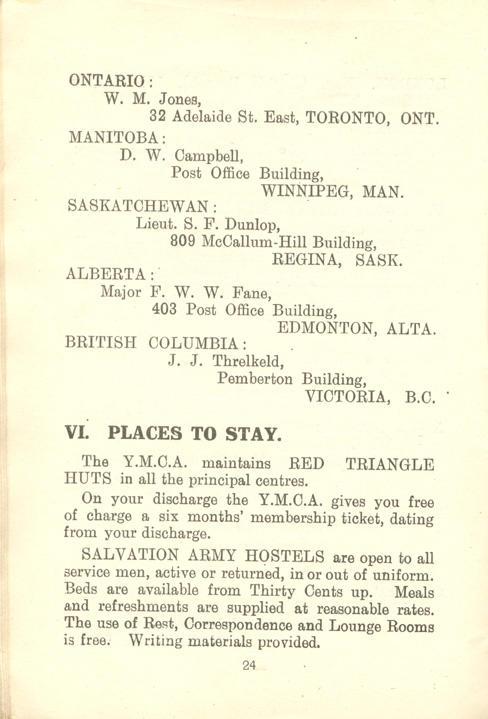 ONTARIO :
W. M. Jones,
32 Adelaide St. East, TORONTO, ONT.
MANITOBA :
D. W. Campbell,
Post Office Building,
WINNIPEG, MAN.
SASKATCHEWAN :
Lieut. S. F. Dunlop,
809 McCallum-Hill Building,
REGINA, SASK.
ALBERTA :
Major F. W. W. Fane,
403 Post Office Building,
EDMONTON, ALTA.
BRITISH COLUMBIA :
J. J. Threlkeld,
Pemberton Building,
VICTORIA, B.C.
VI. PLACES TO STAY.
The Y.M.C.A. maintains RED TRIANGLE
HUTS in all the principal centres.
On your discharge the Y.M.C.A. gives you free
of charge a six months' membership ticket, dating
from your discharge.
SALVATION ARMY HOSTELS are open to all
service men, active or returned, in or out of uniform.
Beds are available from Thirty Cents up. Meals
and refreshments are supplied at reasonable rates.
The use of Rest, Correspondence and Lounge Rooms
is free. Writing materials provided.
24